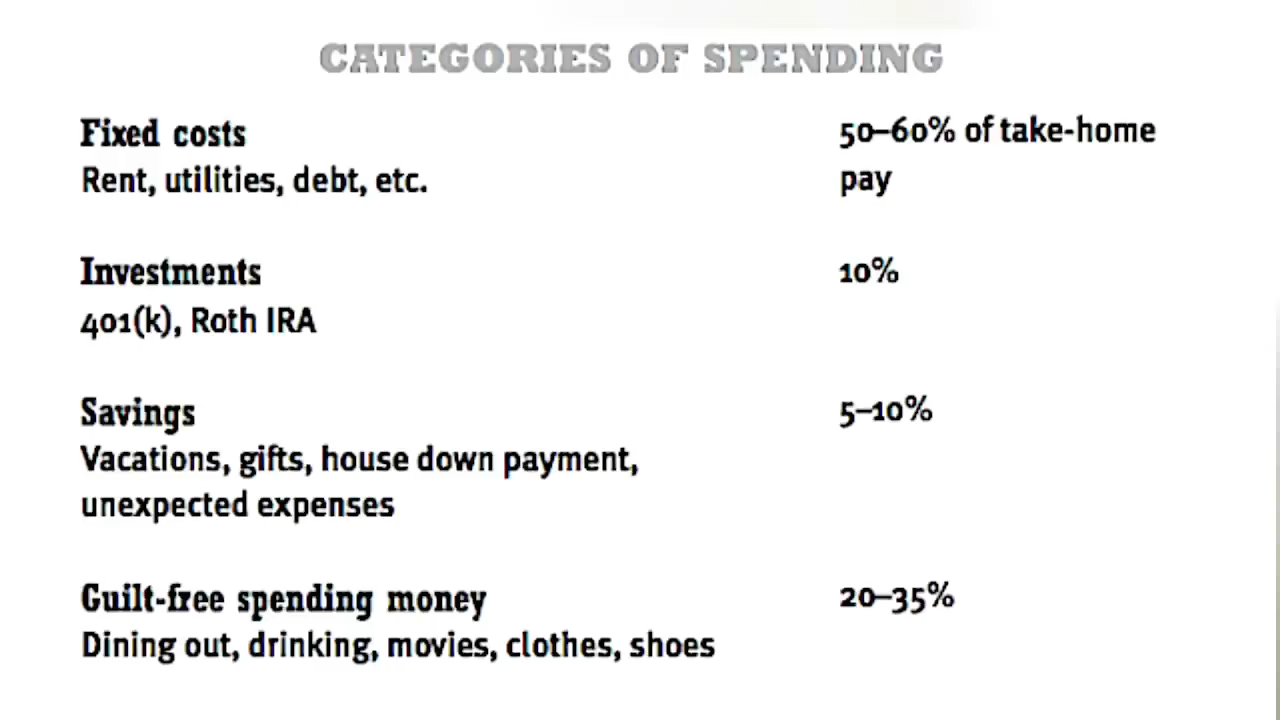 CATEGORIES OF SPENDING
Fixed costs
50–60% of take-home
Rent, utilities, debt, etc.
pay
Investments
10%
401(k), Roth IRA
Savings
5–10%
Vacations, gifts, house down payment,
unexpected expenses
Guilt-free spending money
20–35%
Dining out, drinking, movies, clothes, shoes